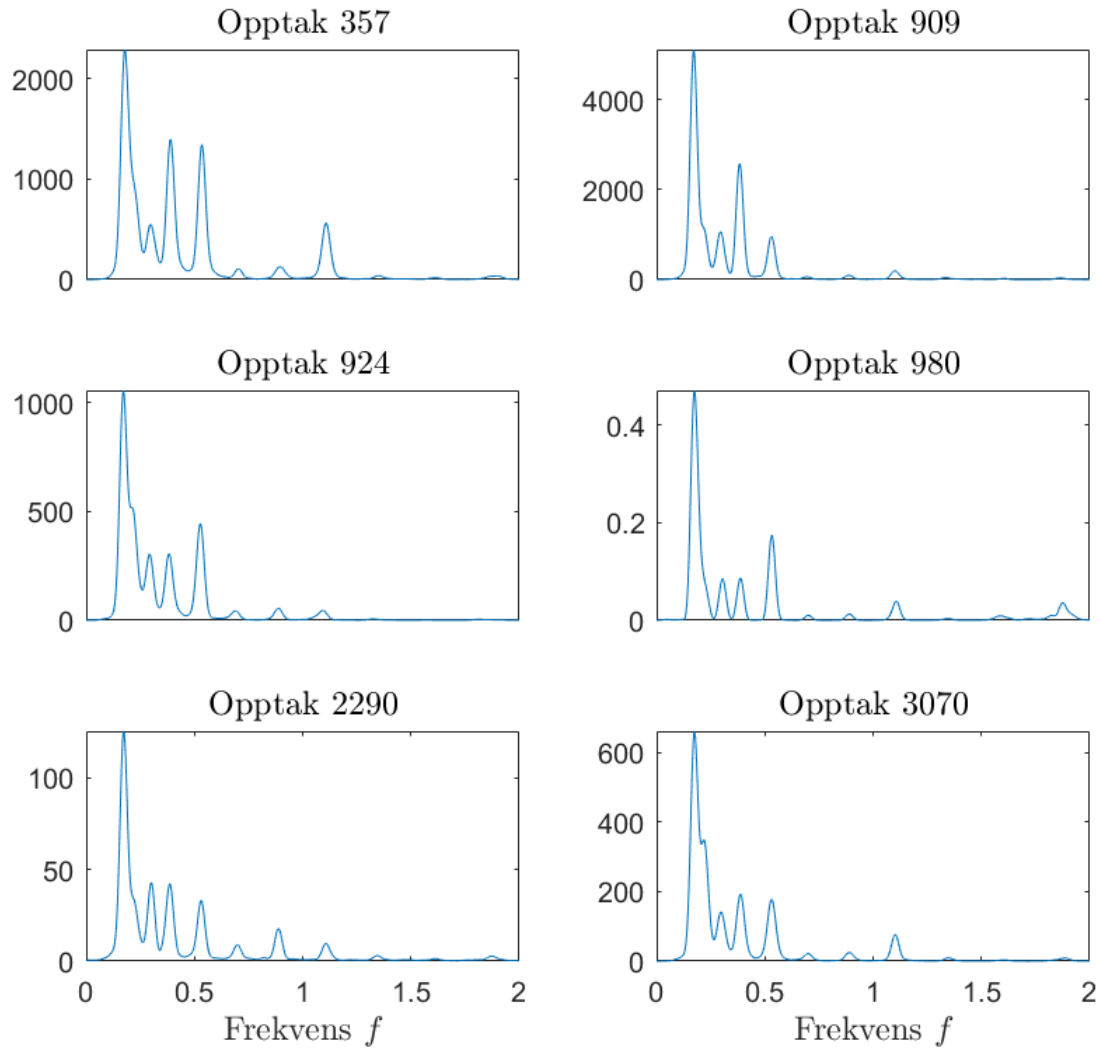 Opptak 357
2000
1000
0
Opptak 909
4000
2000
0
Opptak 924
1000
500
0
Opptak 980
0.4
0.2
0
Opptak 2290
100
50
0
0 0.5 1 1.5 2
Frekvens f
Opptak 3070
600
400
200
0
0 0.5 1 1.5 2
Frekvens f